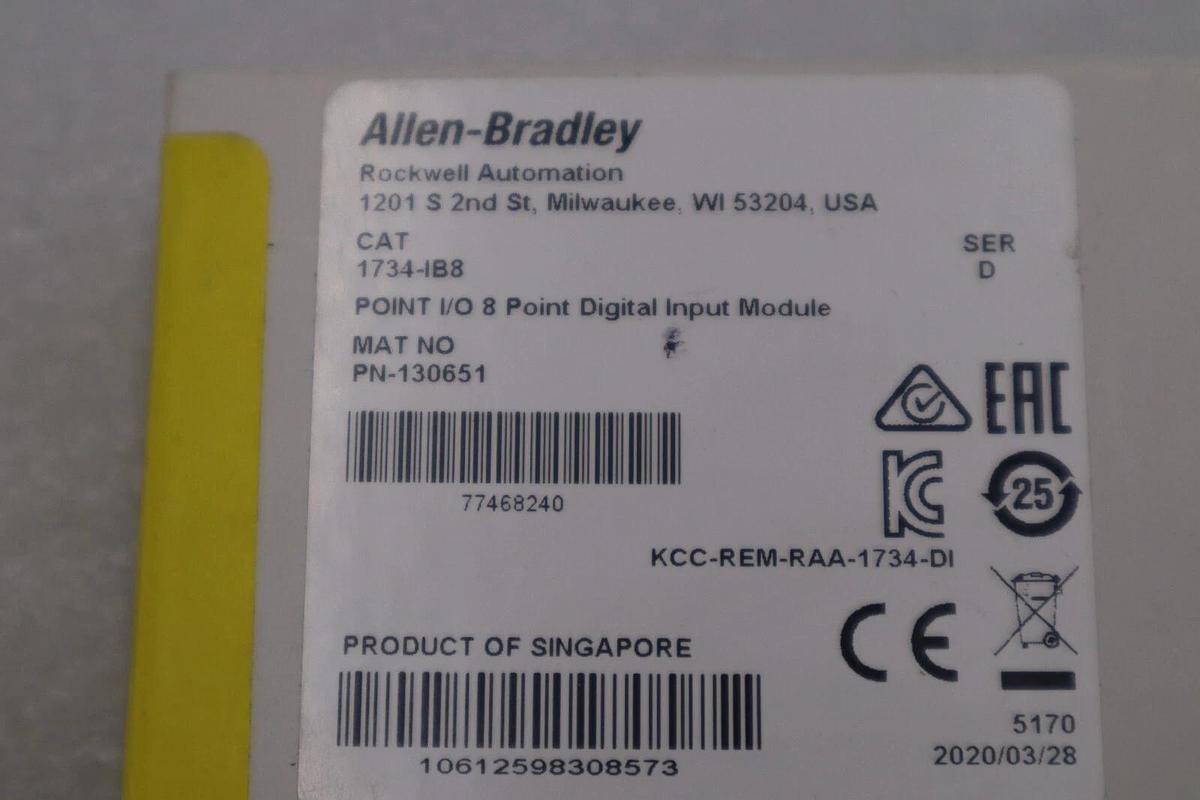 Allen-Bradley
Rockwell Automation
1201 S 2nd St, Milwaukee, WI 53204, USA
CAT
SER
1734-IB8
D
POINT I/O 8 Point Digital Input Module
MAT NO
PN-130651
EAC
77468240
KC
25
KCC-REM-RAA-1734-DI
CE
PRODUCT OF SINGAPORE
5170
2020/03/28
10612598308573